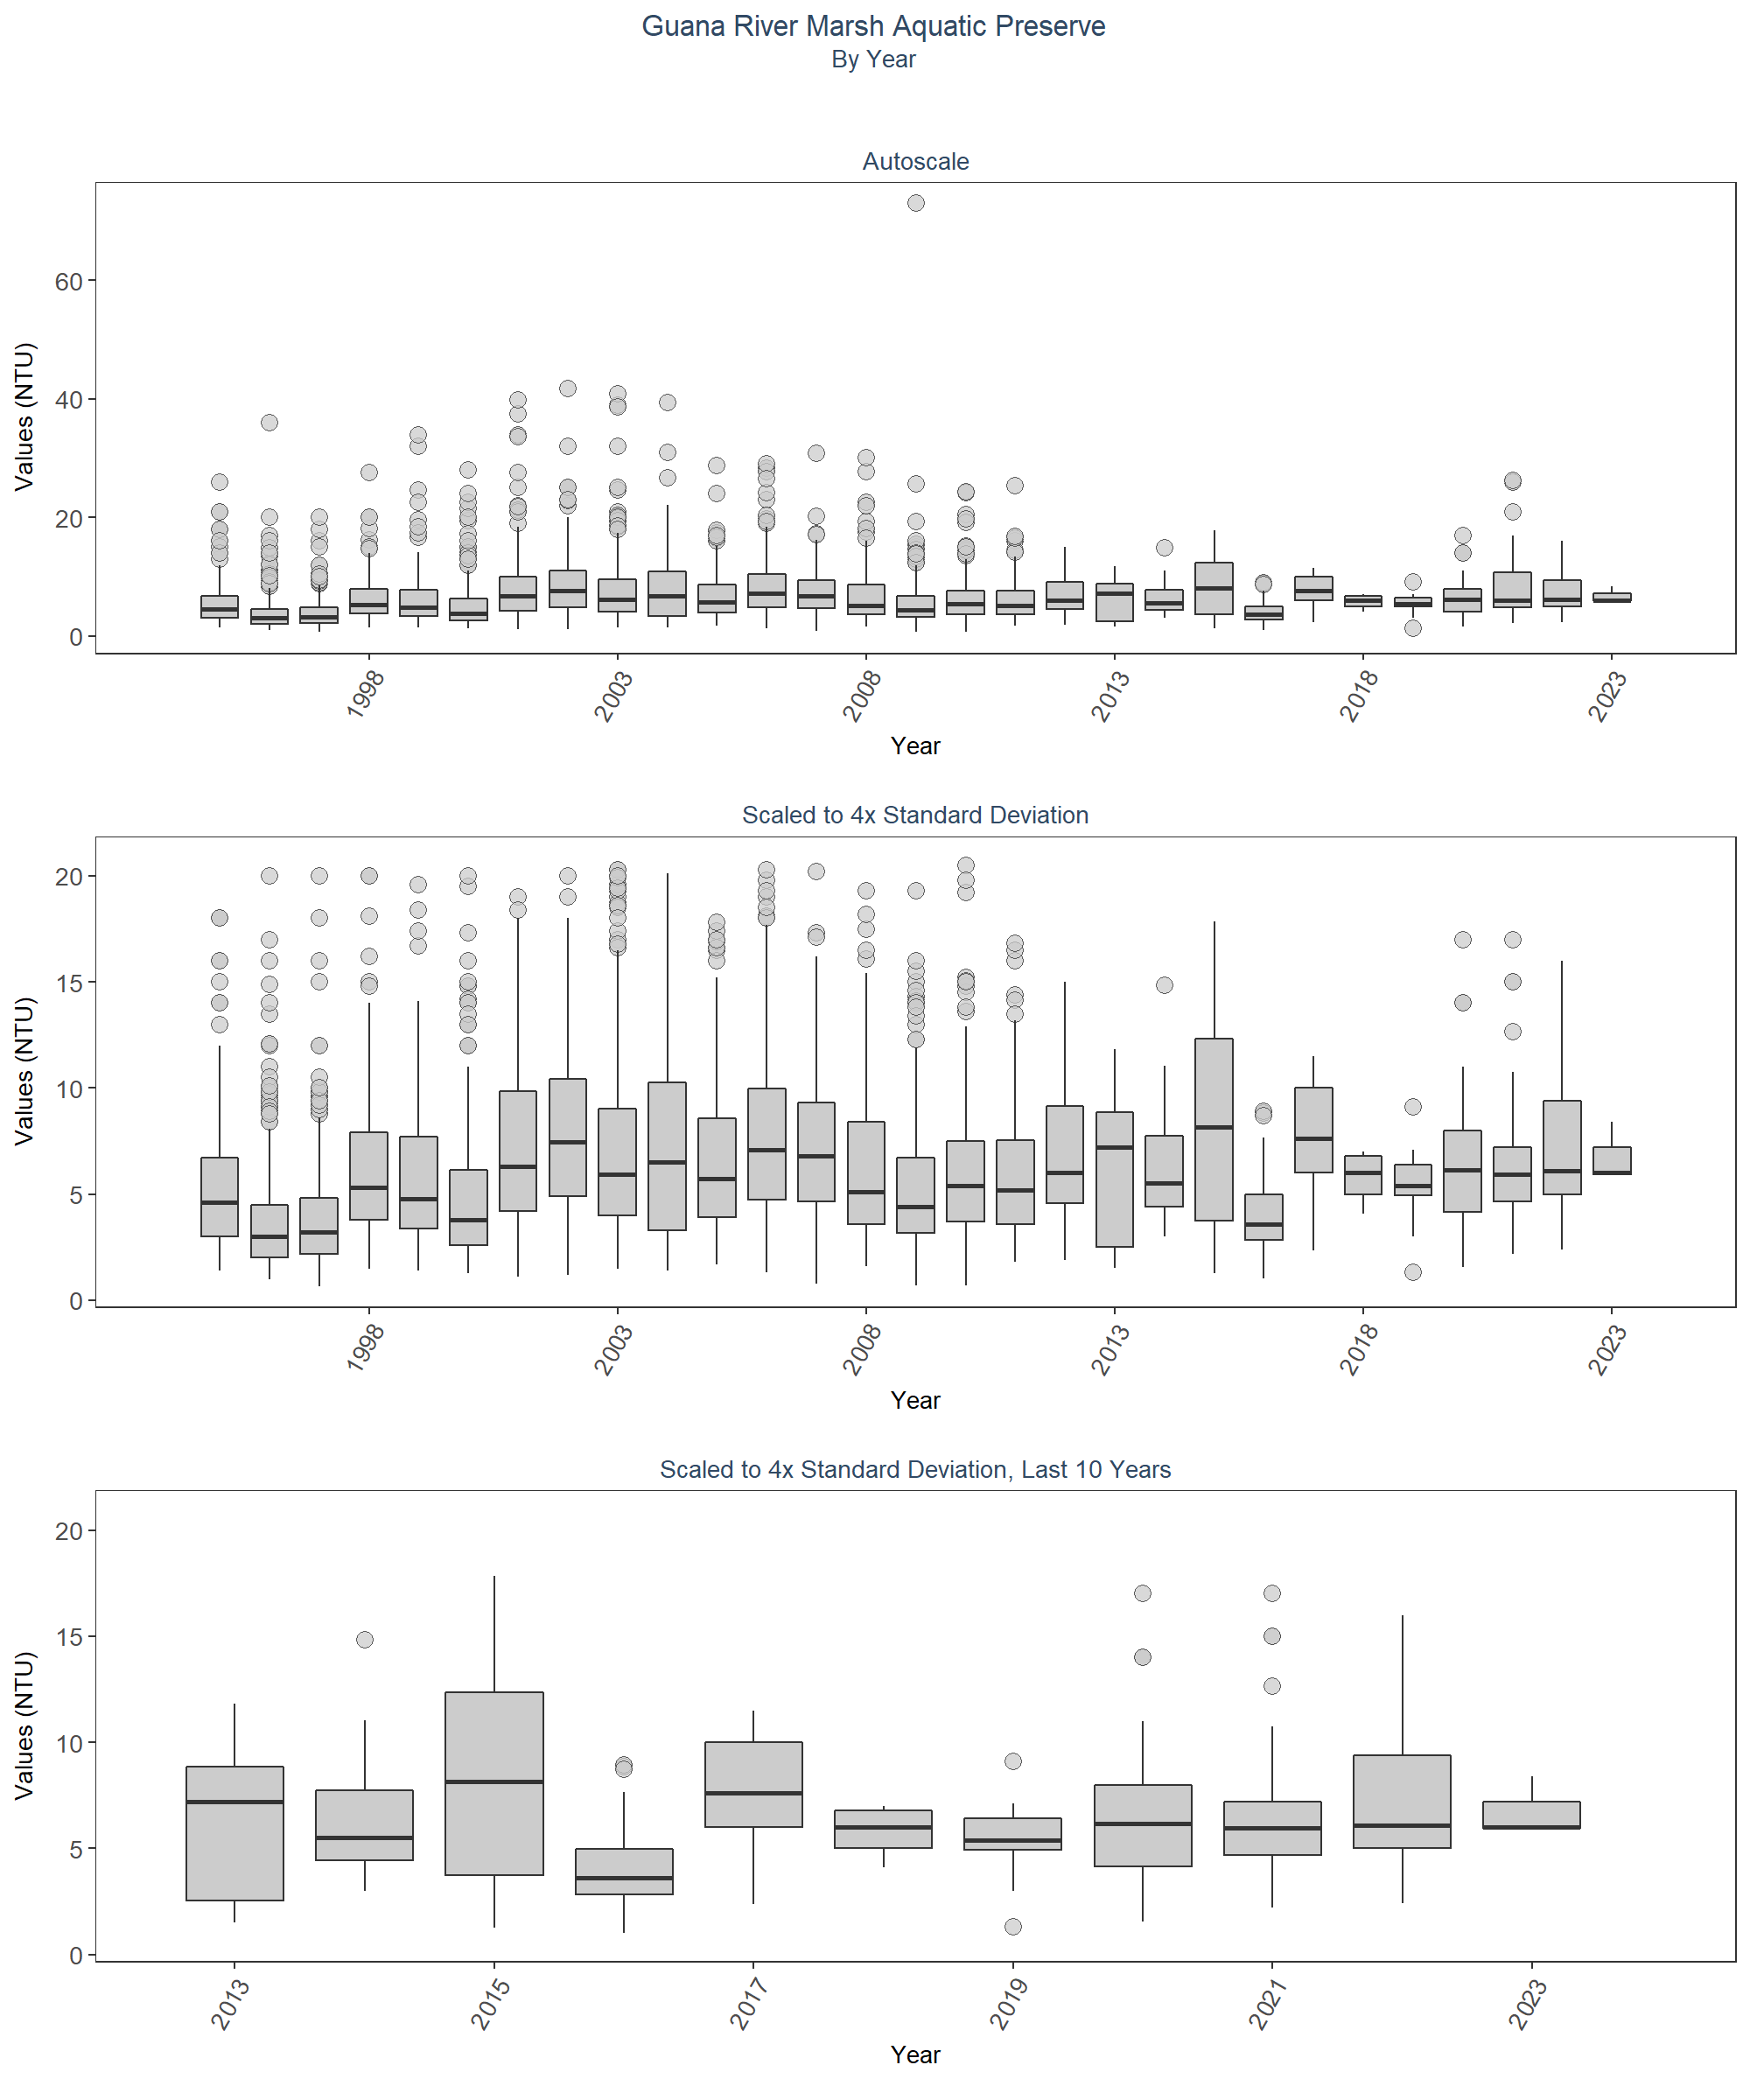 Guana River Marsh Aquatic Preserve
By Year
Autoscale
Values (NTU)
60
40
20
0
1998 2003 2008 2013 2018 2023
Year
Scaled to 4x Standard Deviation
Values (NTU)
20
15
10
5
0
1998 2003 2008 2013 2018 2023
Year
Scaled to 4x Standard Deviation, Last 10 Years
Values (NTU)
20
15
10
5
0
2013 2015 2017 2019 2021 2023
Year